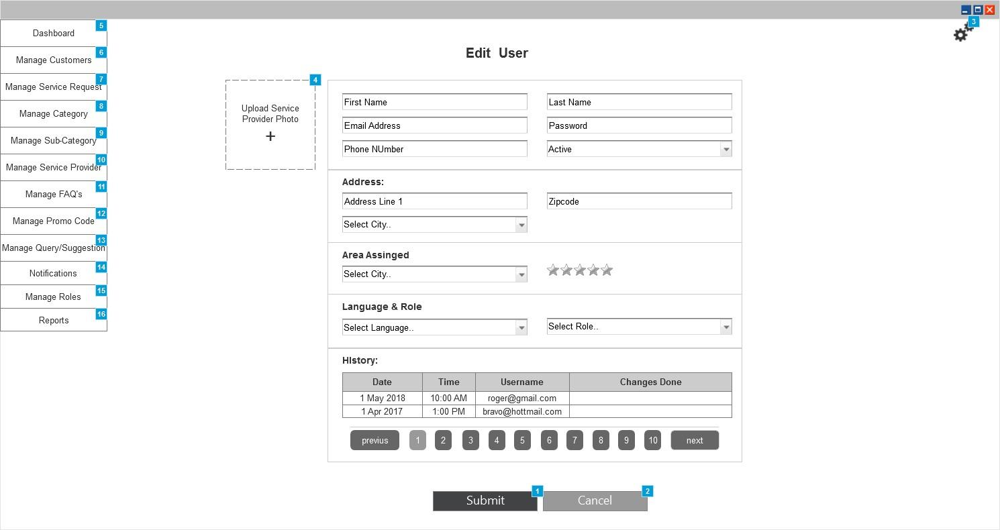 3
5
Dashboard
6
Manage Customers
7
Manage Service Request
8
Manage Category
9
Manage Sub-Category
10
Manage Service Provider
11
Manage FAQ's
12
Manage Promo Code
13
Manage Query/Suggestion
14
Notifications
15
Manage Roles
16
Reports
Edit User
4
Upload Service
Provider Photo
+
First Name Last Name
Email Address Password
Phone NUmber Active
Address:
Address Line 1 Zipcode
Select City..
Area Assinged
Select City..
Language & Role
Select Language.. Select Role..
HIstory:
Date Time Username Changes Done
1 May 2018 10:00 AM roger@gmail.com
1 Apr 2017 1:00 PM bravo@hottmail.com
previus 1 2 3 4 5 6 7 8 9 10 next
1 2
Submit Cancel